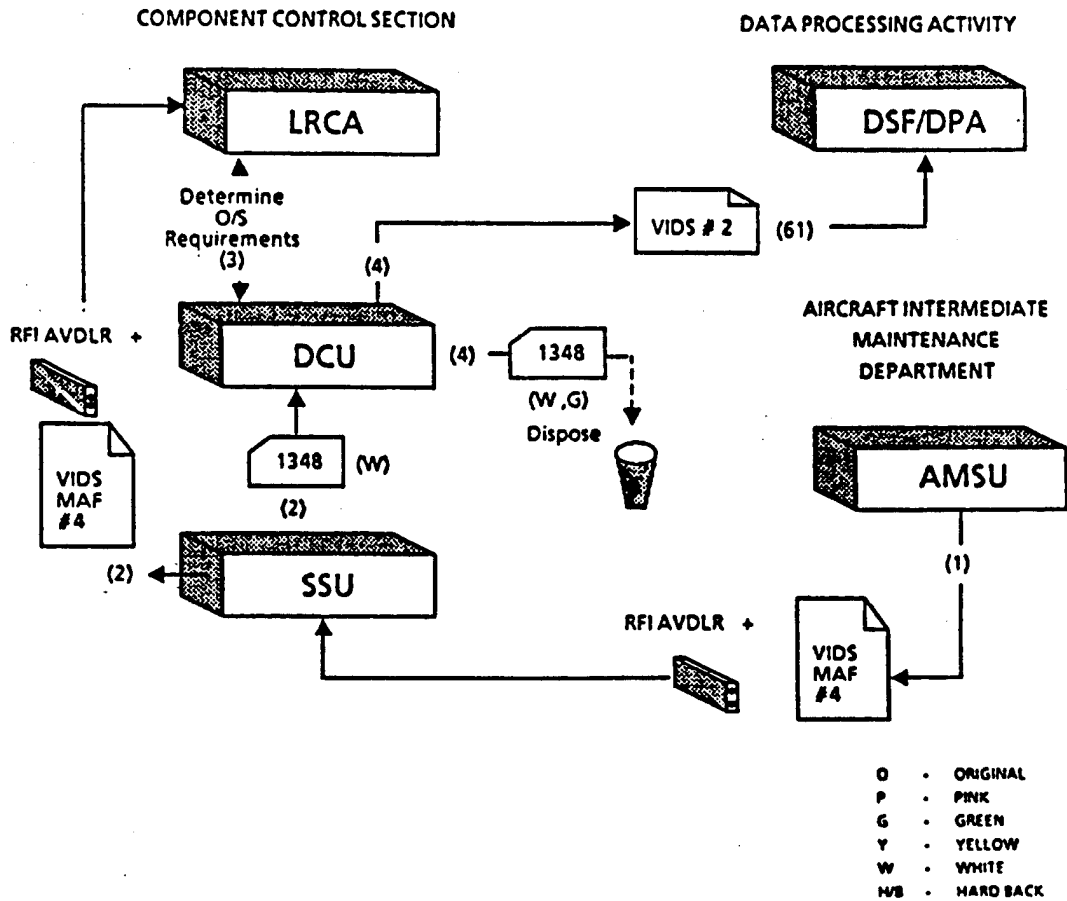 COMPONENT CONTROL SECTION
DATA PROCESSING ACTIVITY
LRCA
DSF/DPA
Determine
O/S
Requirements
(3)
(4)
VIDS # 2
(61)
RFI AVDLR +
DCU
(4)
1348
(W ,G)
Dispose
AIRCRAFT INTERMEDIATE
MAINTENANCE
DEPARTMENT
VIDS
MAF
#4
1348
(W)
(2)
AMSU
(2)
SSU
(1)
RFI AVDLR +
VIDS
MAF
#4
O - ORIGINAL
P - PINK
G - GREEN
Y - YELLOW
W - WHITE
H/B - HARD BACK